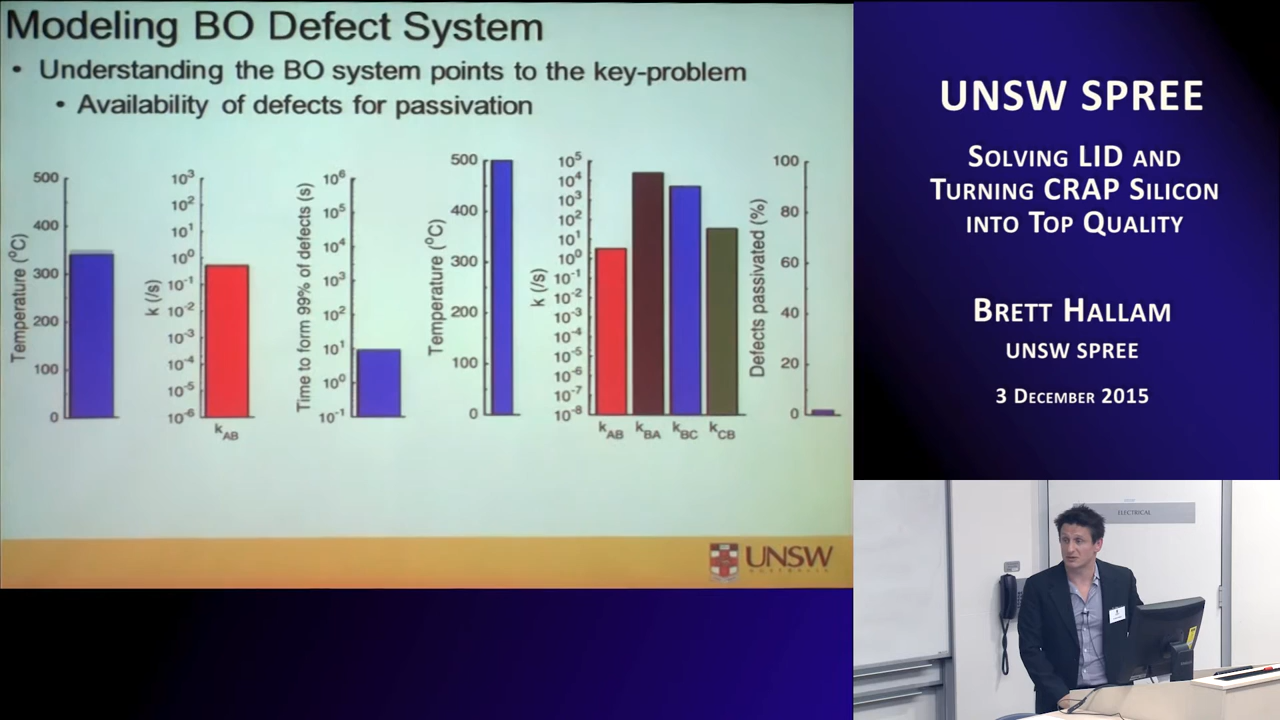 Modeling BO Defect System
• Understanding the BO system points to the key-problem
• Availability of defects for passivation
Temperature (°C)
500
400
300
200
100
0
k (/s)
10³
10²
10¹
10⁰
10⁻¹
10⁻²
10⁻³
10⁻⁴
10⁻⁵
10⁻⁶
kAB
Time to form 99% of defects (s)
10⁶
10⁵
10⁴
10³
10²
10¹
10⁰
10⁻¹
Temperature (°C)
500
400
300
200
100
0
k (/s)
10⁵
10⁴
10³
10²
10¹
10⁰
10⁻¹
10⁻²
10⁻³
10⁻⁴
10⁻⁵
10⁻⁶
10⁻⁷
10⁻⁸
kAB kBA kBC kCB
Defects passivated (%)
100
80
60
40
20
0
UNSW
UNSW SPREE
SOLVING LID AND
TURNING CRAP SILICON
INTO TOP QUALITY
BRETT HALLAM
UNSW SPREE
3 DECEMBER 2015
ELECTRICAL